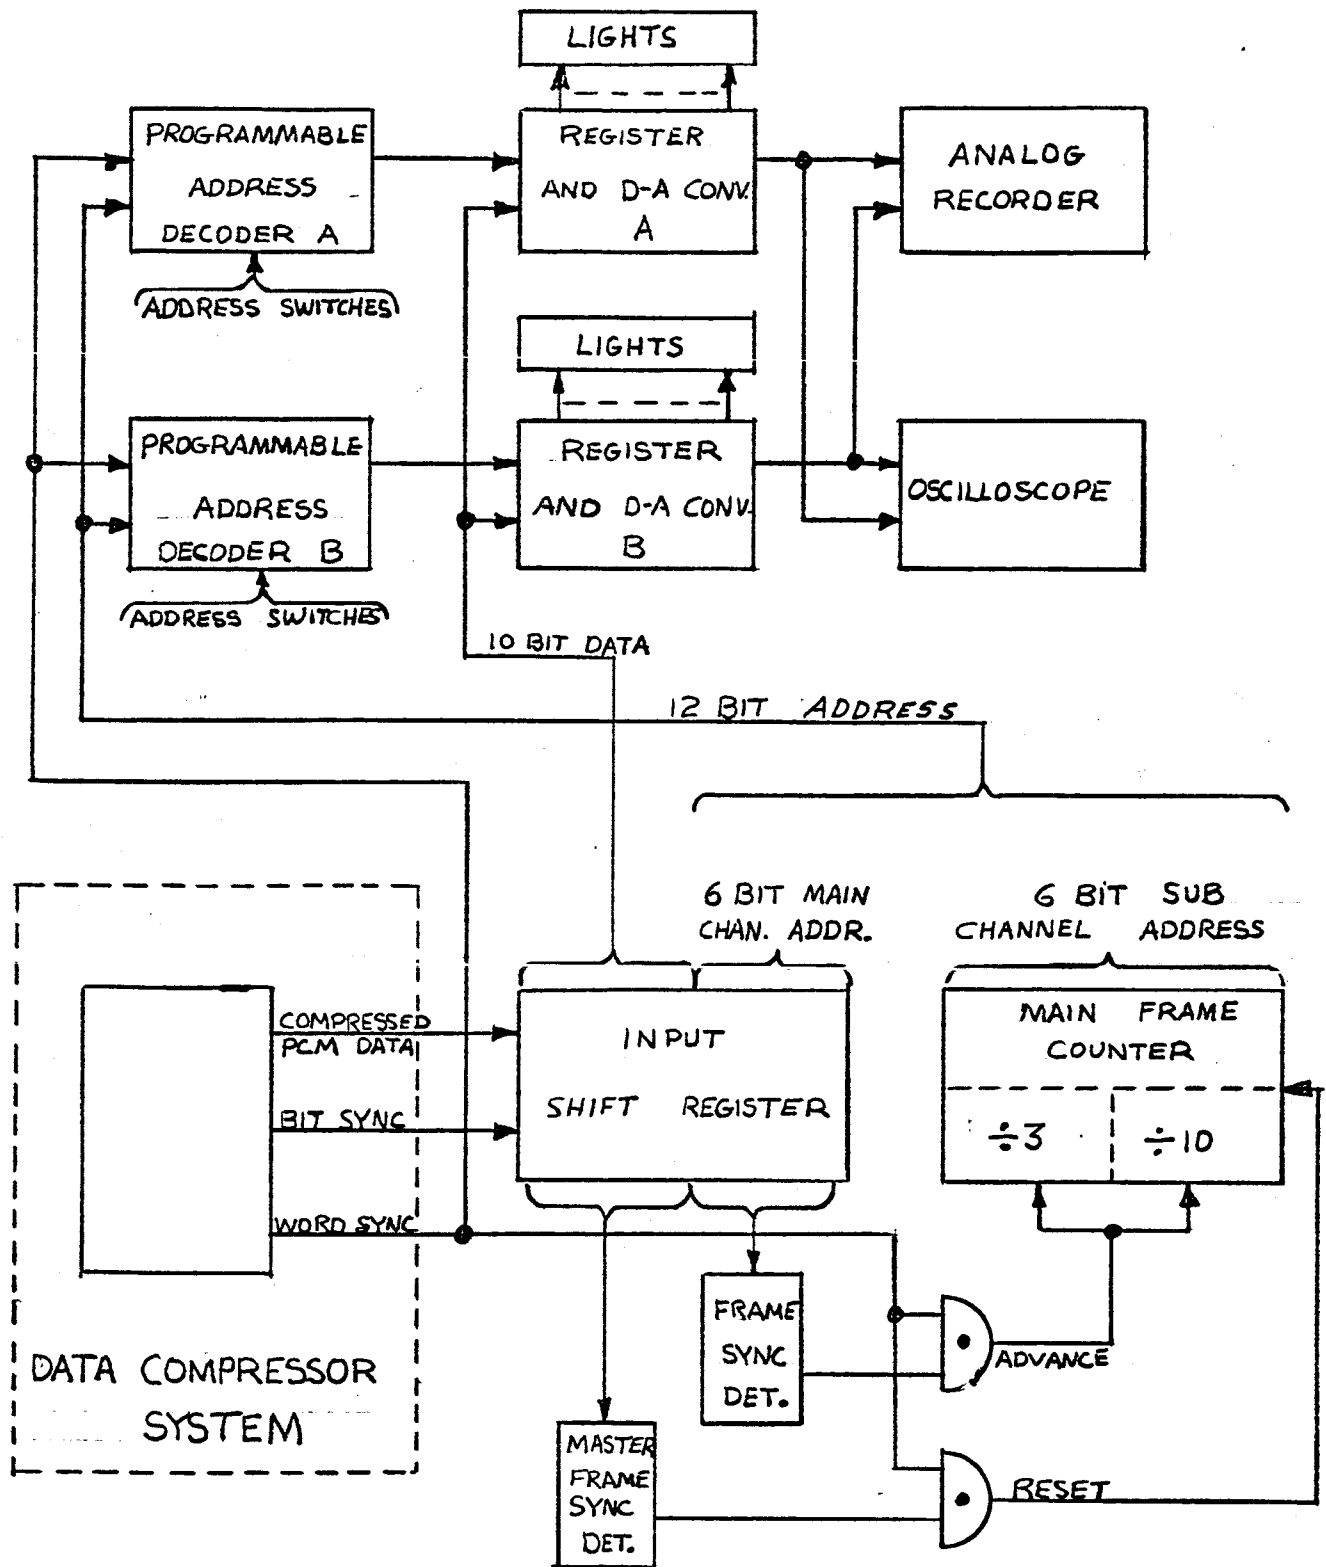 LIGHTS
PROGRAMMABLE
ADDRESS
DECODER A
ADDRESS SWITCHES
REGISTER
AND D-A CONV.
A
ANALOG
RECORDER
LIGHTS
PROGRAMMABLE
ADDRESS
DECODER B
ADDRESS SWITCHES
REGISTER
AND D-A CONV.
B
OSCILLOSCOPE
10 BIT DATA
12 BIT ADDRESS
6 BIT MAIN
CHAN. ADDR.
6 BIT SUB
CHANNEL ADDRESS
COMPRESSED
PCM DATA
BIT SYNC
WORD SYNC
DATA COMPRESSOR
SYSTEM
INPUT
SHIFT REGISTER
MAIN FRAME
COUNTER
÷3
÷10
FRAME
SYNC
DET.
ADVANCE
MASTER
FRAME
SYNC
DET.
RESET